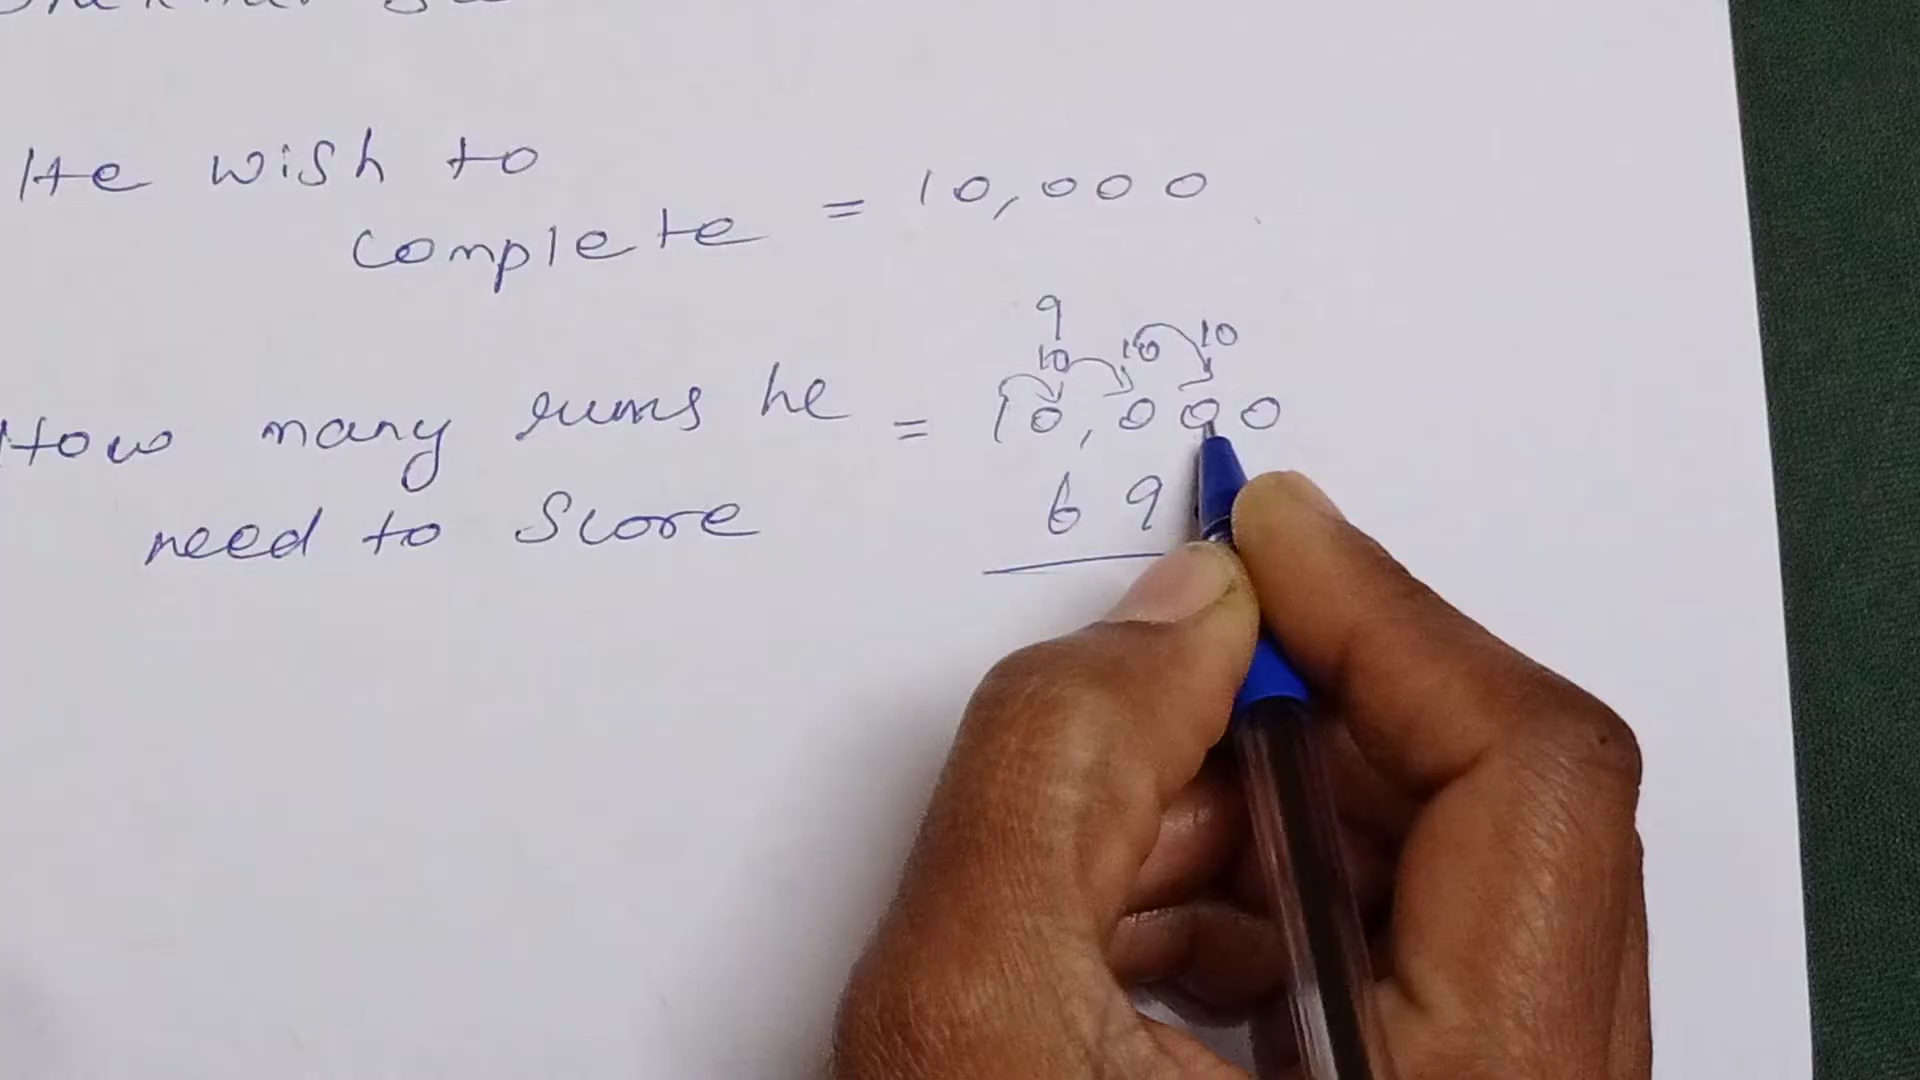 He wish to
complete = 10,000
9
10 10 10
How many runs he = 10,000
need to Score 69